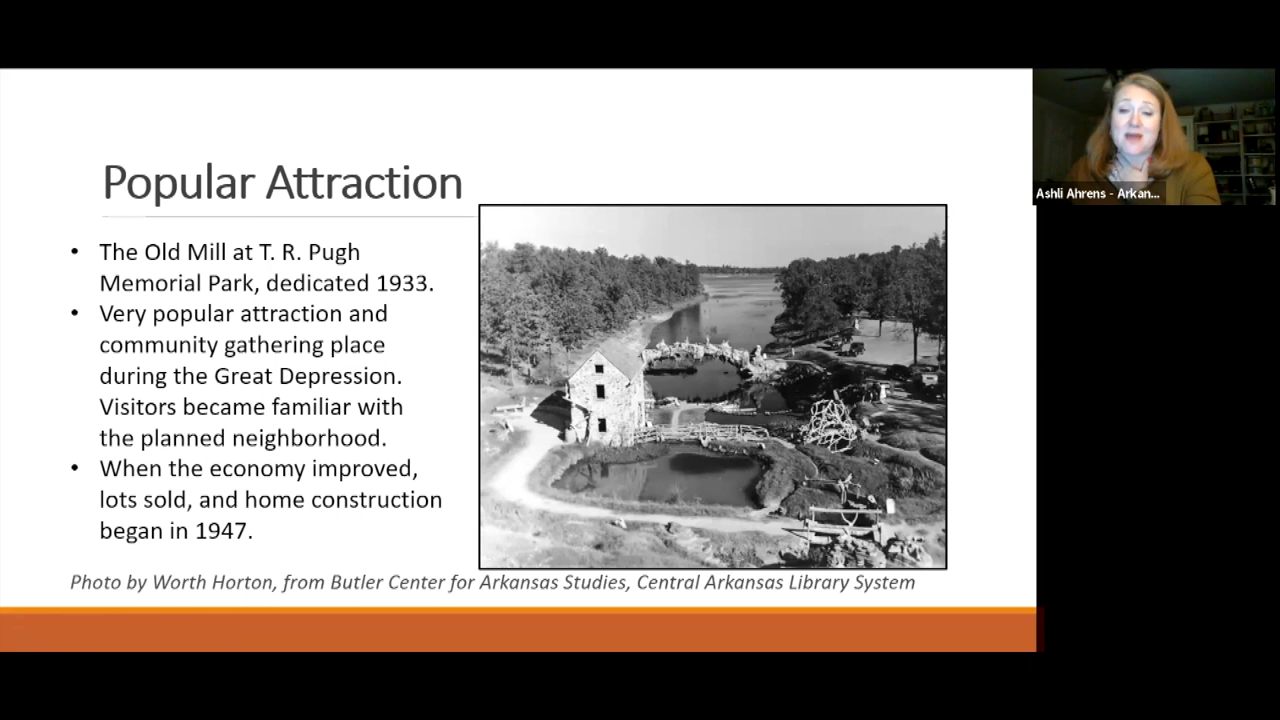 Popular Attraction
• The Old Mill at T. R. Pugh
Memorial Park, dedicated 1933.
• Very popular attraction and
community gathering place
during the Great Depression.
Visitors became familiar with
the planned neighborhood.
• When the economy improved,
lots sold, and home construction
began in 1947.
Photo by Worth Horton, from Butler Center for Arkansas Studies, Central Arkansas Library System
Ashli Ahrens - Arkan...